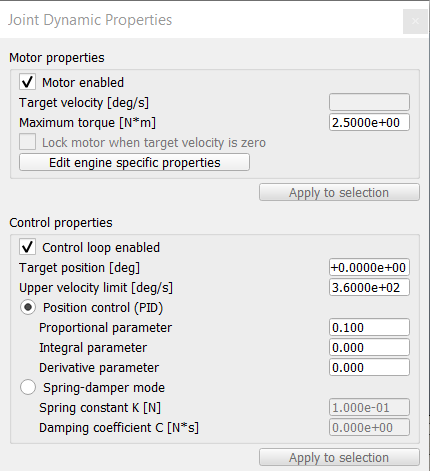 Joint Dynamic Properties
Motor properties
Motor enabled
Target velocity [deg/s]
Maximum torque [N*m] 2.5000e+00
Lock motor when target velocity is zero
Edit engine specific properties
Apply to selection
Control properties
Control loop enabled
Target position [deg] +0.0000e+00
Upper velocity limit [deg/s] 3.6000e+02
Position control (PID)
Proportional parameter 0.100
Integral parameter 0.000
Derivative parameter 0.000
Spring-damper mode
Spring constant K [N] 1.000e-01
Damping coefficient C [N*s] 0.000e+00
Apply to selection